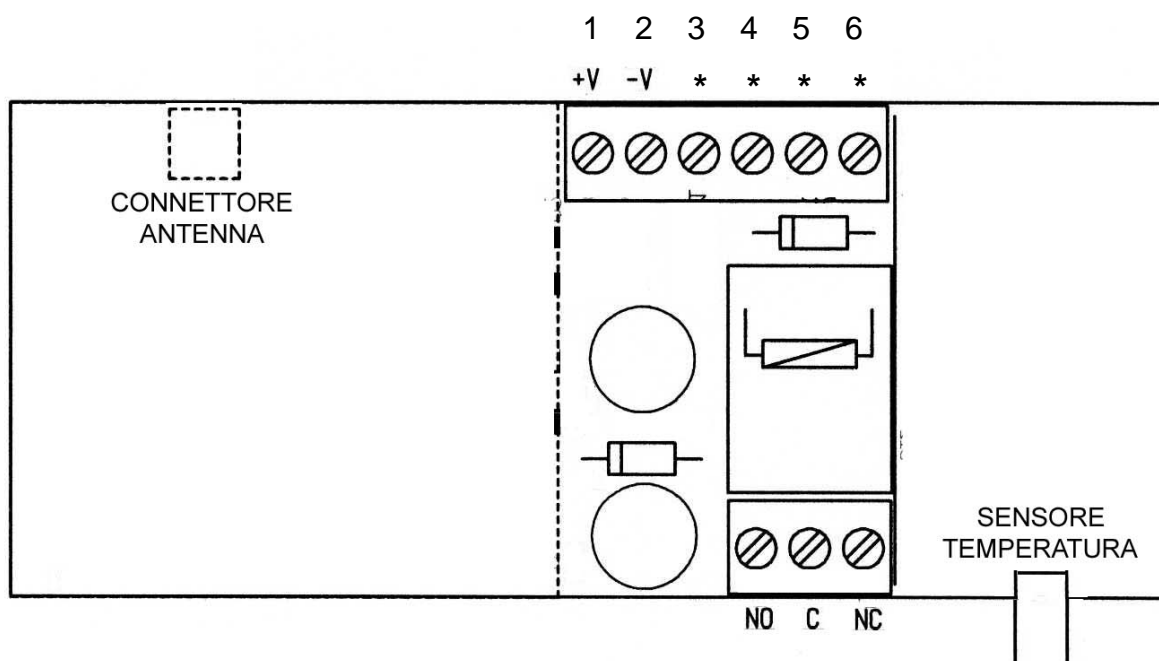 1 2 3 4 5 6
+V -V * * * *
CONNETTORE
ANTENNA
SENSORE
TEMPERATURA
NO C NC